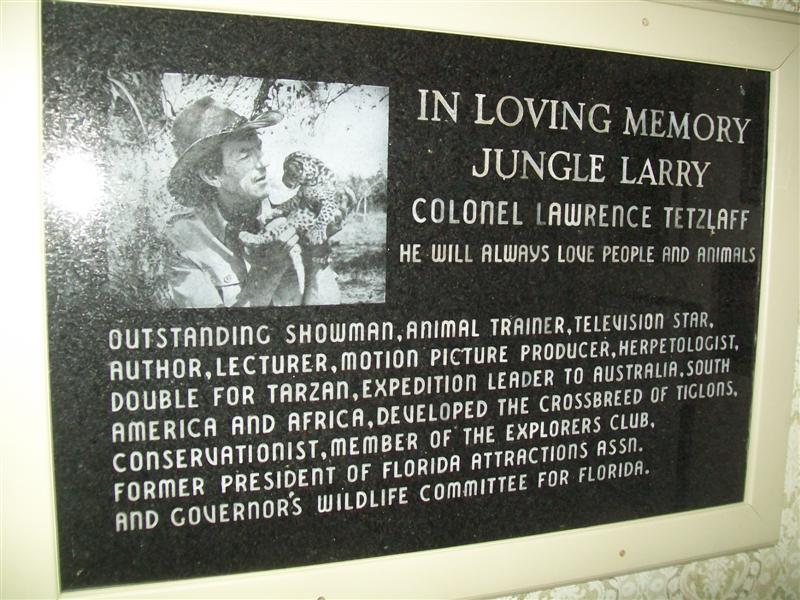 IN LOVING MEMORY
JUNGLE LARRY
COLONEL LAWRENCE TETZLAFF
HE WILL ALWAYS LOVE PEOPLE AND ANIMALS
OUTSTANDING SHOWMAN, ANIMAL TRAINER, TELEVISION STAR,
AUTHOR, LECTURER, MOTION PICTURE PRODUCER, HERPETOLOGIST,
DOUBLE FOR TARZAN, EXPEDITION LEADER TO AUSTRALIA, SOUTH
AMERICA AND AFRICA, DEVELOPED THE CROSSBREED OF TIGLONS,
CONSERVATIONIST, MEMBER OF THE EXPLORERS CLUB,
FORMER PRESIDENT OF FLORIDA ATTRACTIONS ASSN.
AND GOVERNOR'S WILDLIFE COMMITTEE FOR FLORIDA.